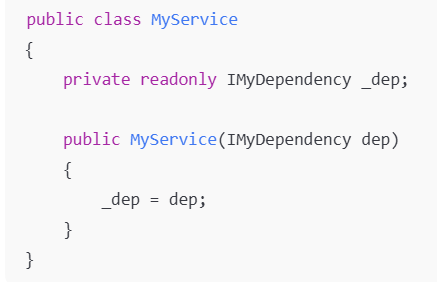 public class MyService
{
    private readonly IMyDependency _dep;

    public MyService(IMyDependency dep)
    {
        _dep = dep;
    }
}